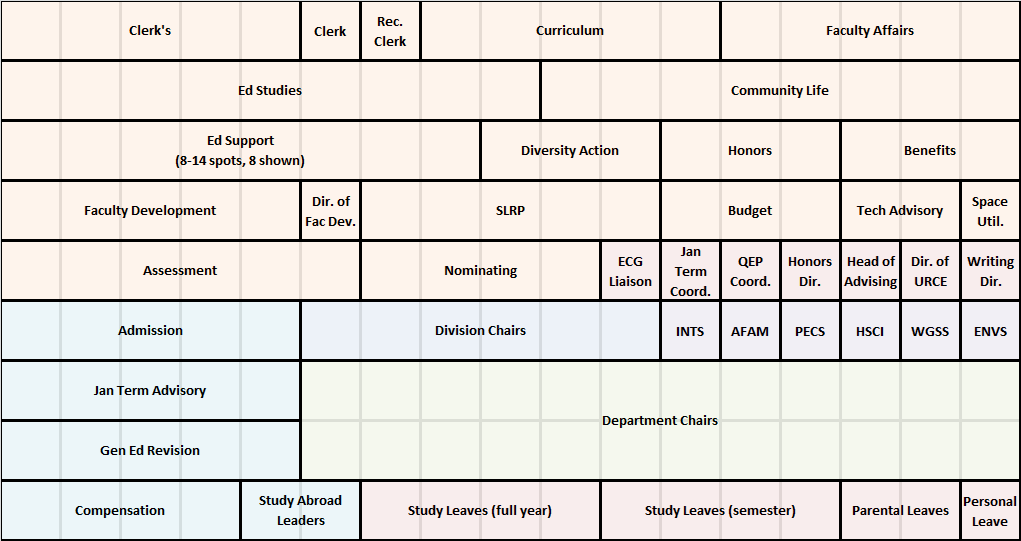 Clerk's
Clerk
Rec.
Clerk
Curriculum
Faculty Affairs
Ed Studies
Community Life
Ed Support
(8-14 spots, 8 shown)
Diversity Action
Honors
Benefits
Faculty Development
Dir. of
Fac Dev.
SLRP
Budget
Tech Advisory
Space
Util.
Assessment
Nominating
ECG
Liaison
Jan
Term
Coord.
QEP
Coord.
Honors
Dir.
Head of
Advising
Dir. of
URCE
Writing
Dir.
Admission
Division Chairs
INTS
AFAM
PECS
HSCI
WGSS
ENVS
Jan Term Advisory
Department Chairs
Gen Ed Revision
Compensation
Study Abroad
Leaders
Study Leaves (full year)
Study Leaves (semester)
Parental Leaves
Personal
Leave